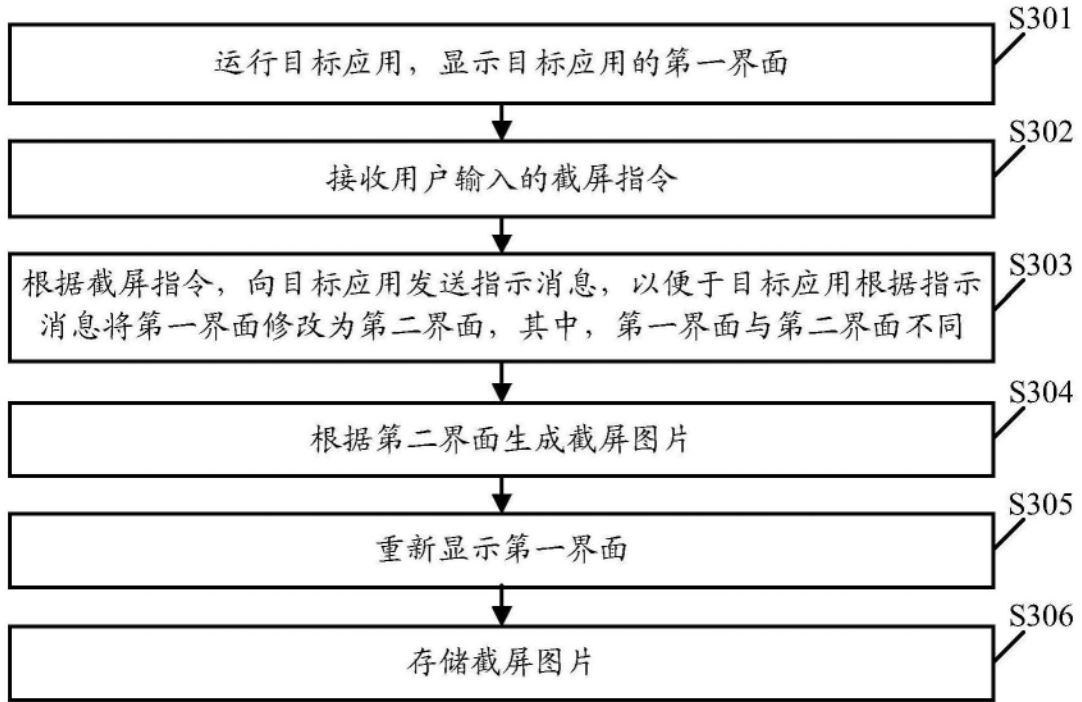 S301
运行目标应用，显示目标应用的第一界面
S302
接收用户输入的截屏指令
S303
根据截屏指令，向目标应用发送指示消息，以便于目标应用根据指示
消息将第一界面修改为第二界面，其中，第一界面与第二界面不同
S304
根据第二界面生成截屏图片
S305
重新显示第一界面
S306
存储截屏图片